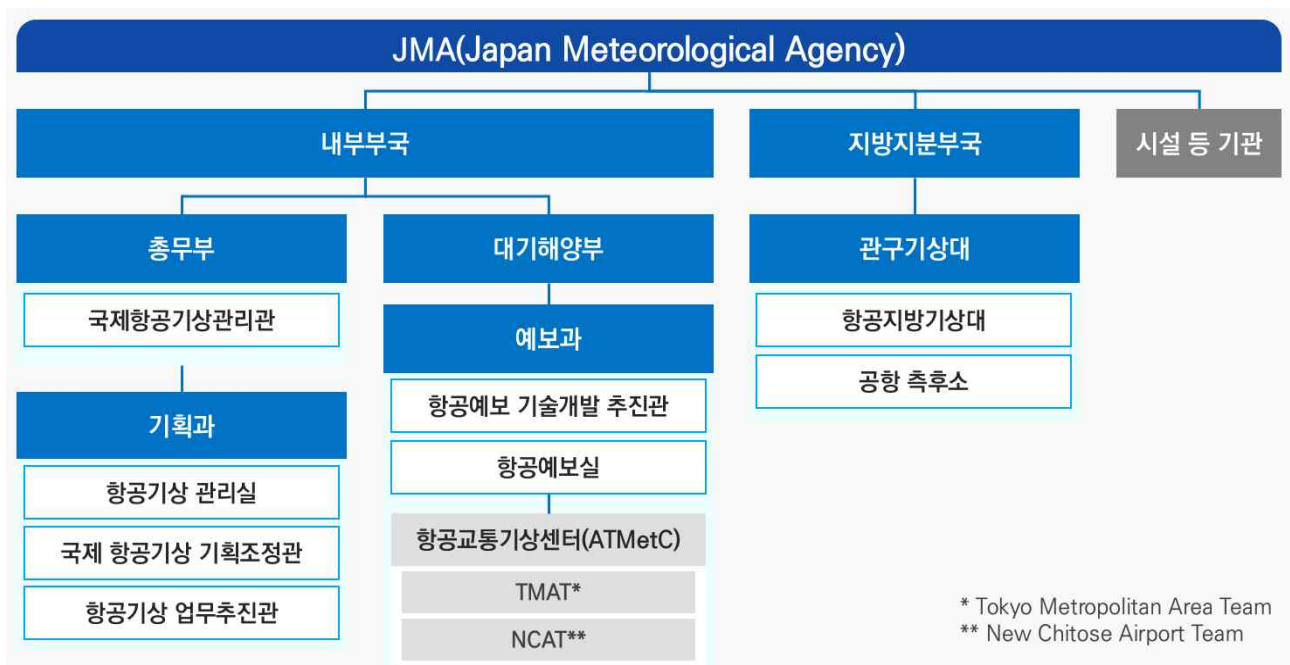 JMA(Japan Meteorological Agency)
내부부국
지방지분부국
시설 등 기관
총무부
대기해양부
관구기상대
국제항공기상관리관
예보과
항공지방기상대
공항 측후소
기획과
항공예보 기술개발 추진관
항공예보실
항공기상 관리실
국제 항공기상 기획조정관
항공기상 업무추진관
항공교통기상센터(ATMetC)
TMAT*
NCAT**
* Tokyo Metropolitan Area Team
** New Chitose Airport Team